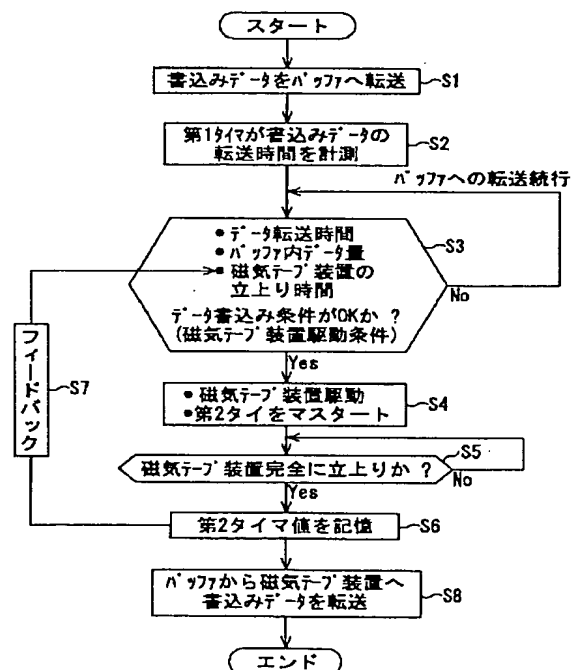 スタート
書込みデータをバッファへ転送
S1
第1タイマが書込みデータの
転送時間を計測
S2
バッファへの転送続行
• データ転送時間
• バッファ内データ量
• 磁気テープ装置の
立上り時間
データ書込み条件がOKか ?
(磁気テープ装置駆動条件)
S3
No
Yes
フィードバック
S7
• 磁気テープ装置駆動
• 第2タイをマスタート
S4
磁気テープ装置完全に立上りか ?
S5
No
Yes
第2タイマ値を記憶
S6
バッファから磁気テープ装置へ
書込みデータを転送
S8
エンド